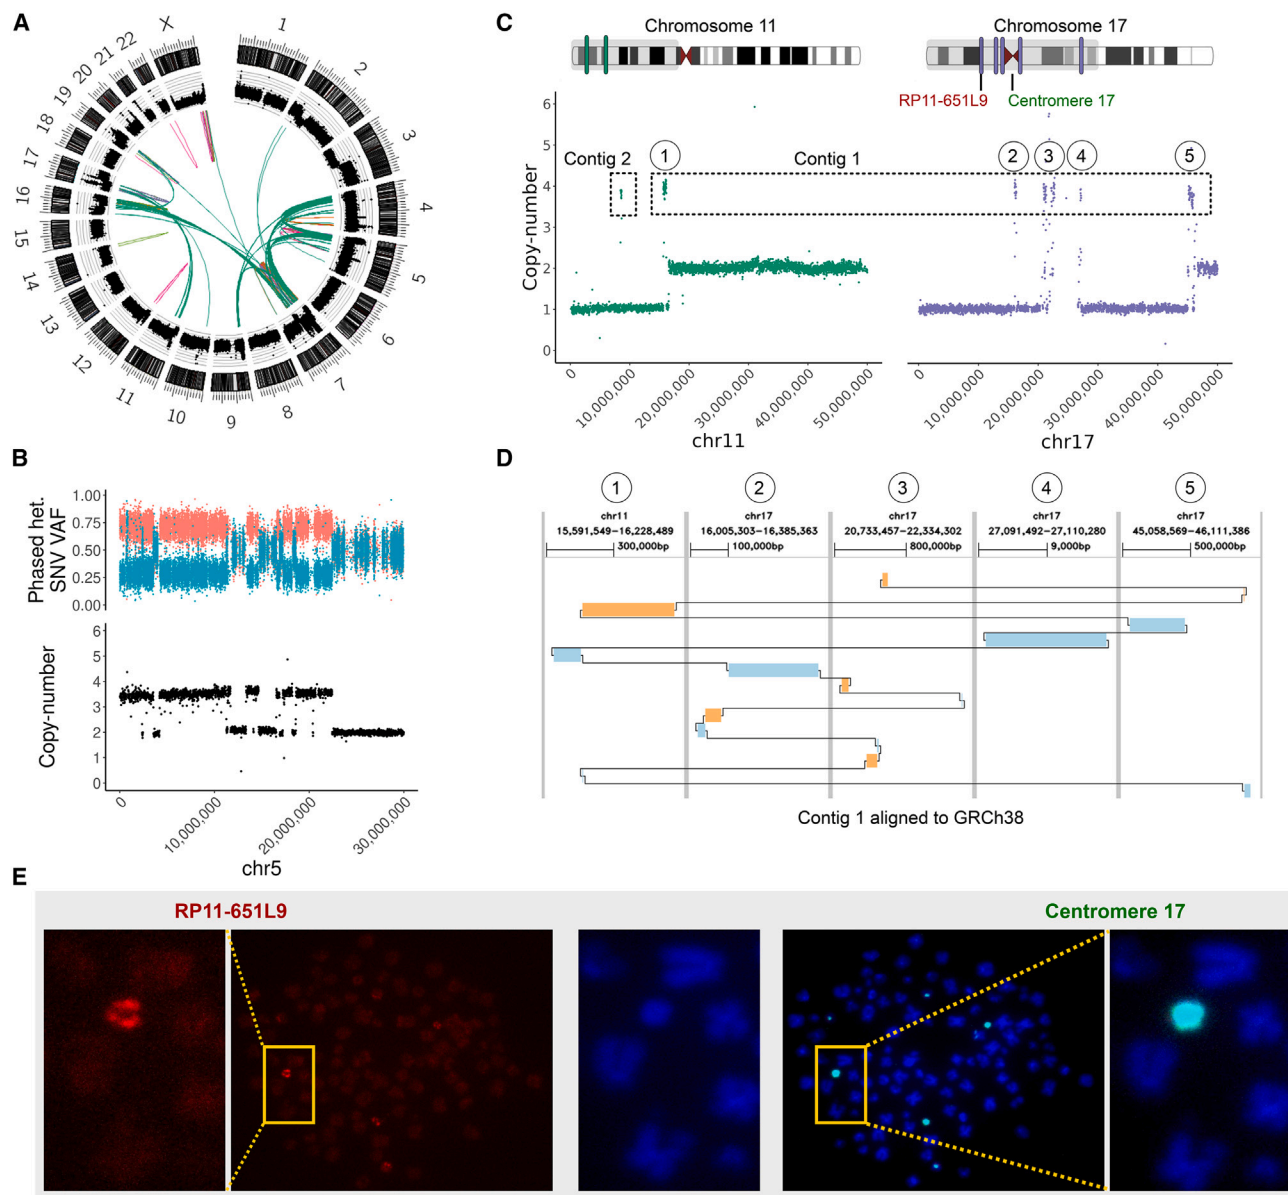 A
X
1
2
3
4
5
6
7
8
9
10
11
12
13
14
15
16
17
18
19
20
21
22
B
Phased het.
SNV VAF
1.00
0.75
0.50
0.25
0.00
Copy-number
6
5
4
3
2
1
0
0
10,000,000
20,000,000
30,000,000
chr5
C
Chromosome 11
Chromosome 17
RP11-651L9
Centromere 17
Copy-number
6
5
4
3
2
1
0
Contig 2
1
Contig 1
2
3
4
5
0
10,000,000
20,000,000
30,000,000
40,000,000
50,000,000
chr11
0
10,000,000
20,000,000
30,000,000
40,000,000
50,000,000
chr17
D
1
2
3
4
5
chr11
chr17
chr17
chr17
chr17
15,591,549−16,228,489
16,005,303−16,385,363
20,733,457−22,334,302
27,091,492−27,110,280
45,058,569−46,111,386
300,000bp
100,000bp
800,000bp
9,000bp
500,000bp
Contig 1 aligned to GRCh38
E
RP11-651L9
Centromere 17